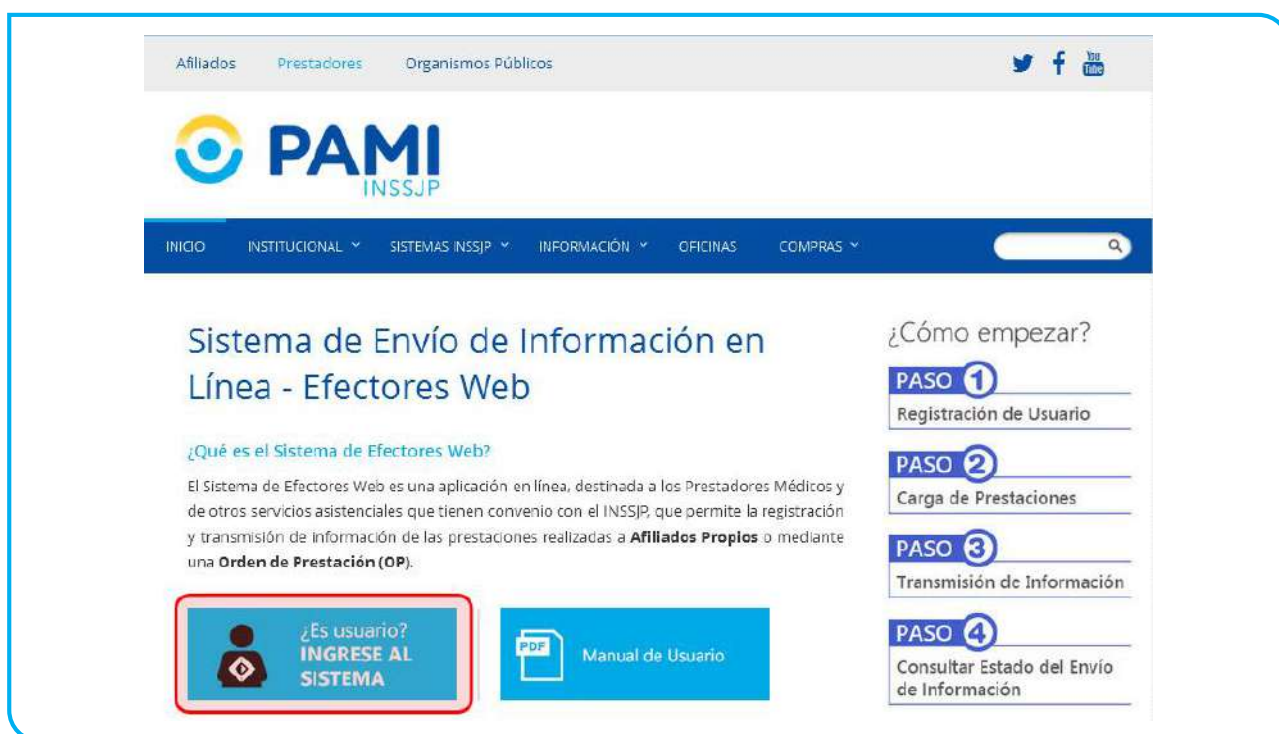 Afiliados Prestadores Organismos Públicos
You
Tube
PAMI
INSSJP
INICIO INSTITUCIONAL SISTEMAS INSSJP INFORMACIÓN OFICINAS COMPRAS
Sistema de Envío de Información en
Línea - Efectores Web
¿Qué es el Sistema de Efectores Web?
El Sistema de Efectores Web es una aplicación en línea, destinada a los Prestadores Médicos y
de otros servicios asistenciales que tienen convenio con el INSSJP, que permite la registración
y transmisión de información de las prestaciones realizadas a Afiliados Propios o mediante
una Orden de Prestación (OP).
¿Es usuario?
INGRESE AL
SISTEMA
PDF
Manual de Usuario
¿Cómo empezar?
PASO 1
Registración de Usuario
PASO 2
Carga de Prestaciones
PASO 3
Transmisión de Información
PASO 4
Consultar Estado del Envío
de Información